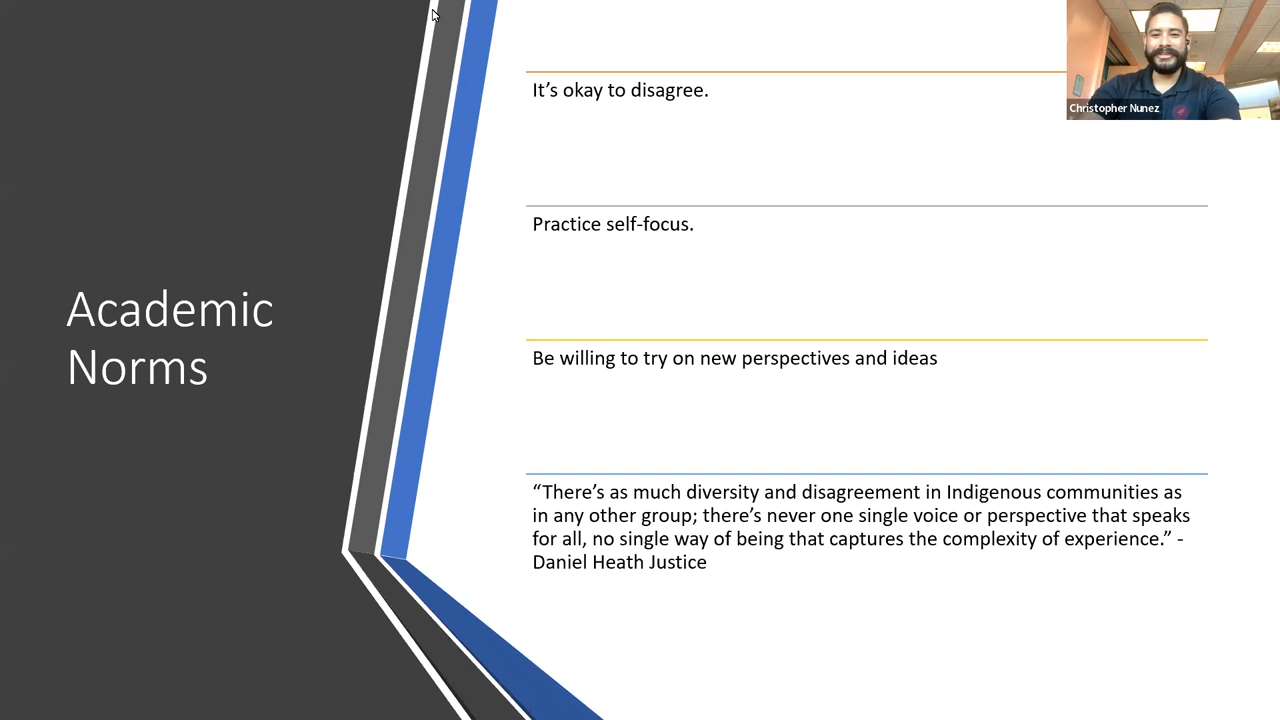 Academic
Norms
It’s okay to disagree.
Practice self-focus.
Be willing to try on new perspectives and ideas
“There’s as much diversity and disagreement in Indigenous communities as
in any other group; there’s never one single voice or perspective that speaks
for all, no single way of being that captures the complexity of experience.” -
Daniel Heath Justice
Christopher Nunez